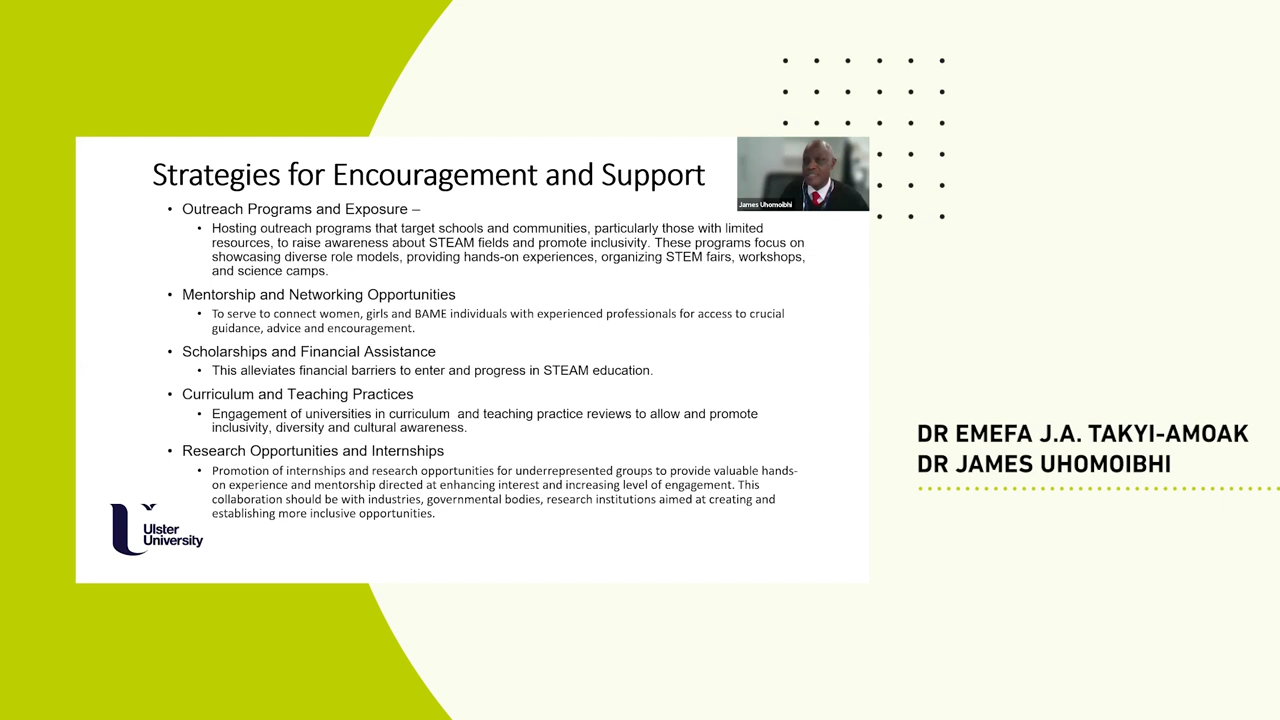 Strategies for Encouragement and Support
James Uhomoibhi
• Outreach Programs and Exposure –
• Hosting outreach programs that target schools and communities, particularly those with limited
resources, to raise awareness about STEAM fields and promote inclusivity. These programs focus on
showcasing diverse role models, providing hands-on experiences, organizing STEM fairs, workshops,
and science camps.
• Mentorship and Networking Opportunities
• To serve to connect women, girls and BAME individuals with experienced professionals for access to crucial
guidance, advice and encouragement.
• Scholarships and Financial Assistance
• This alleviates financial barriers to enter and progress in STEAM education.
• Curriculum and Teaching Practices
• Engagement of universities in curriculum and teaching practice reviews to allow and promote
inclusivity, diversity and cultural awareness.
• Research Opportunities and Internships
• Promotion of internships and research opportunities for underrepresented groups to provide valuable hands-
on experience and mentorship directed at enhancing interest and increasing level of engagement. This
collaboration should be with industries, governmental bodies, research institutions aimed at creating and
establishing more inclusive opportunities.
Ulster
University
DR EMEFA J.A. TAKYI-AMOAK
DR JAMES UHOMOIBHI